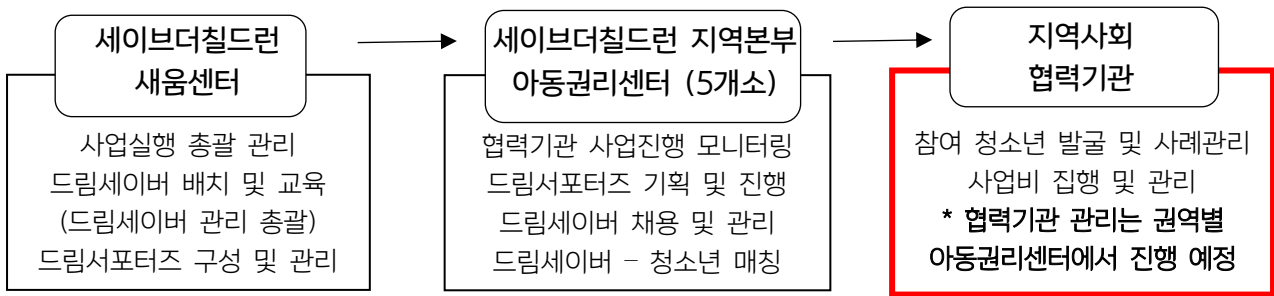 세이브더칠드런
새움센터
사업실행 총괄 관리
드림세이버 배치 및 교육
(드림세이버 관리 총괄)
드림서포터즈 구성 및 관리
세이브더칠드런 지역본부
아동권리센터 (5개소)
협력기관 사업진행 모니터링
드림서포터즈 기획 및 진행
드림세이버 채용 및 관리
드림세이버 – 청소년 매칭
지역사회
협력기관
참여 청소년 발굴 및 사례관리
사업비 집행 및 관리
* 협력기관 관리는 권역별
아동권리센터에서 진행 예정